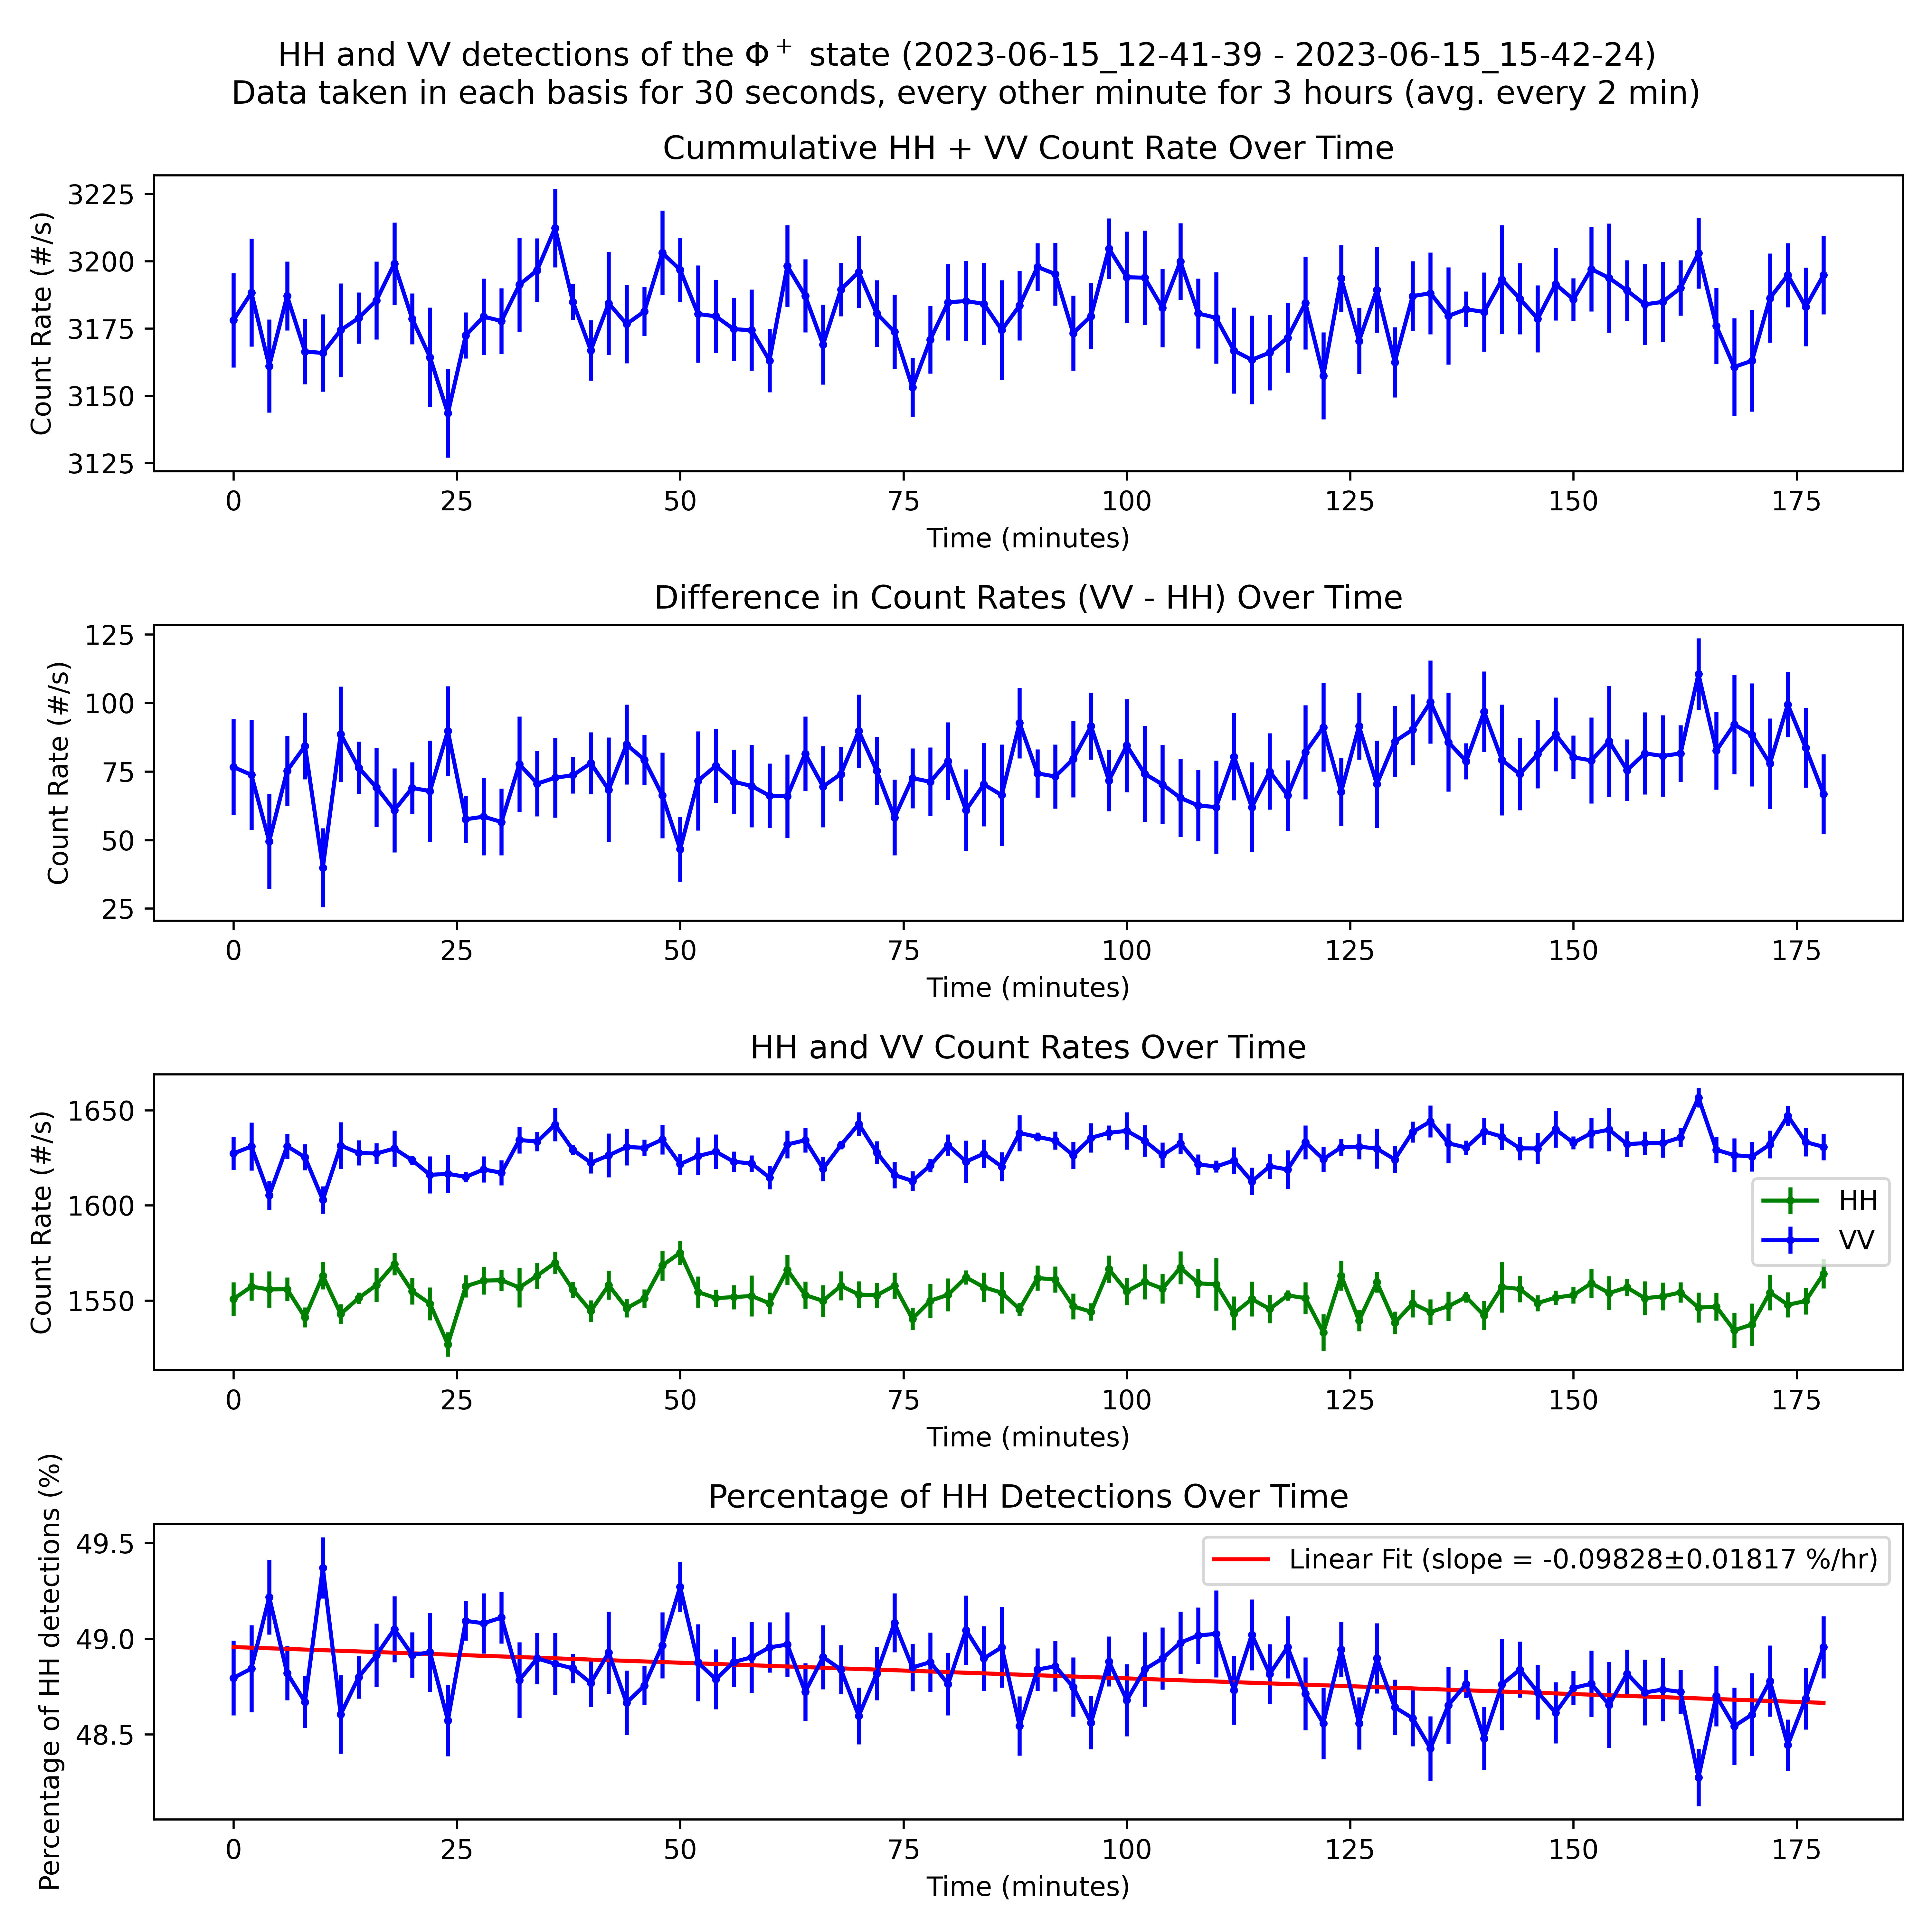 HH and VV detections of the Φ⁺ state (2023-06-15_12-41-39 - 2023-06-15_15-42-24)
Data taken in each basis for 30 seconds, every other minute for 3 hours (avg. every 2 min)
Cummulative HH + VV Count Rate Over Time
Count Rate (#/s)
3225
3200
3175
3150
3125
0 25 50 75 100 125 150 175
Time (minutes)
Difference in Count Rates (VV - HH) Over Time
Count Rate (#/s)
125
100
75
50
25
0 25 50 75 100 125 150 175
Time (minutes)
HH and VV Count Rates Over Time
Count Rate (#/s)
1650
1600
1550
HH
VV
0 25 50 75 100 125 150 175
Time (minutes)
Percentage of HH Detections Over Time
Percentage of HH detections (%)
49.5
49.0
48.5
Linear Fit (slope = -0.09828±0.01817 %/hr)
0 25 50 75 100 125 150 175
Time (minutes)